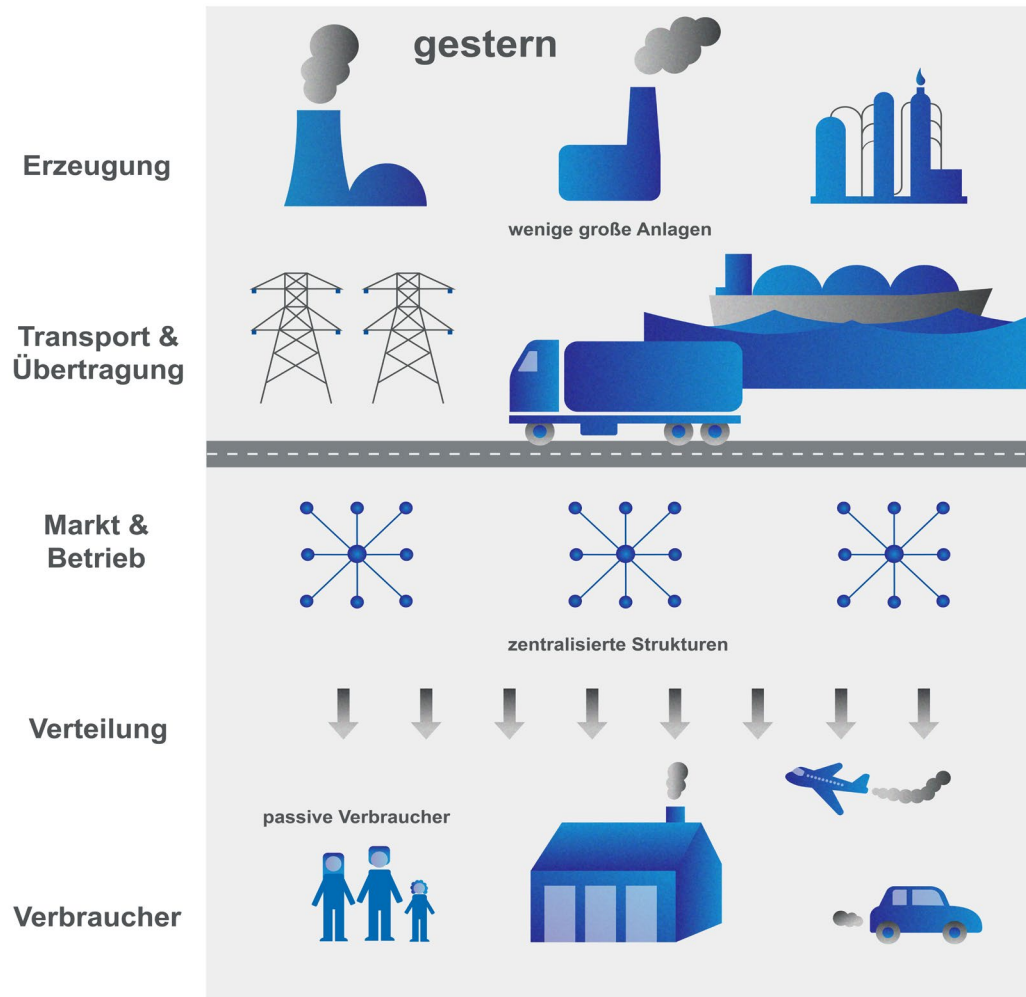 gestern
Erzeugung
wenige große Anlagen
Transport &
Übertragung
Markt &
Betrieb
zentralisierte Strukturen
Verteilung
passive Verbraucher
Verbraucher